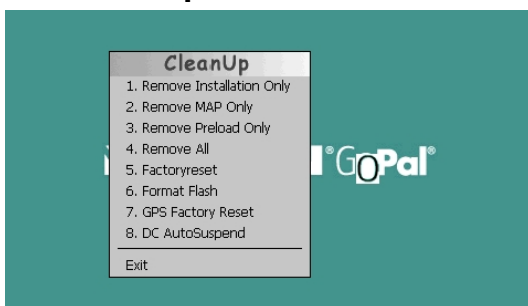 CleanUp
1. Remove Installation Only
2. Remove MAP Only
3. Remove Preload Only
4. Remove All
5. Factoryreset
6. Format Flash
7. GPS Factory Reset
8. DC AutoSuspend
Exit
GoPal®